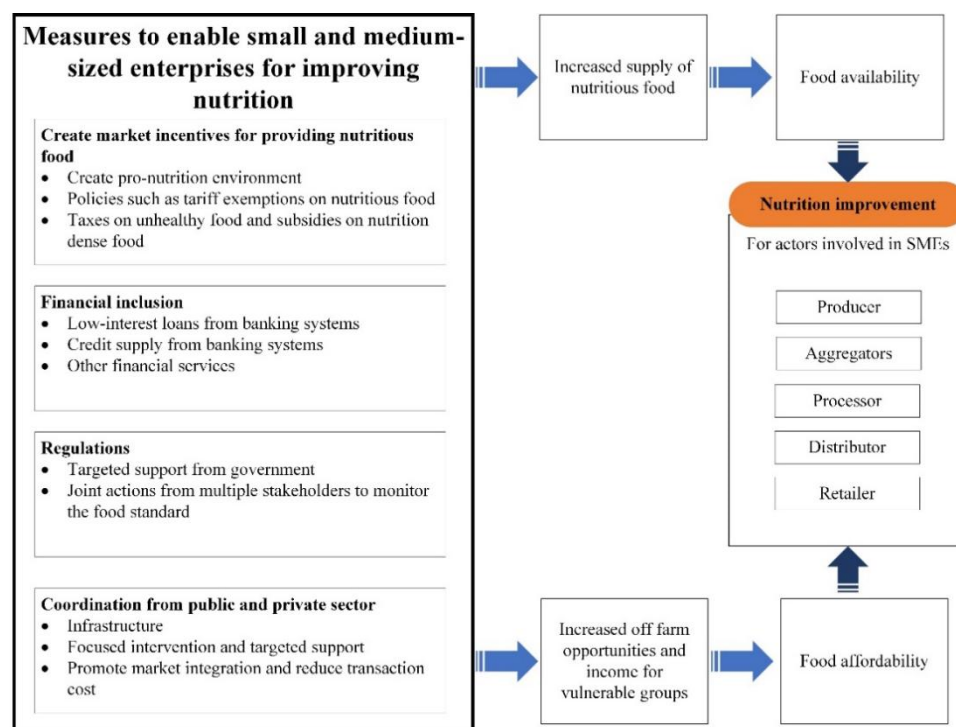 Measures to enable small and medium-
sized enterprises for improving
nutrition
Create market incentives for providing nutritious
food
• Create pro-nutrition environment
• Policies such as tariff exemptions on nutritious food
• Taxes on unhealthy food and subsidies on nutrition
dense food
Financial inclusion
• Low-interest loans from banking systems
• Credit supply from banking systems
• Other financial services
Regulations
• Targeted support from government
• Joint actions from multiple stakeholders to monitor
the food standard
Coordination from public and private sector
• Infrastructure
• Focused intervention and targeted support
• Promote market integration and reduce transaction
cost
Increased supply of
nutritious food
Food availability
Nutrition improvement
For actors involved in SMEs
Producer
Aggregators
Processor
Distributor
Retailer
Increased off farm
opportunities and
income for
vulnerable groups
Food affordability